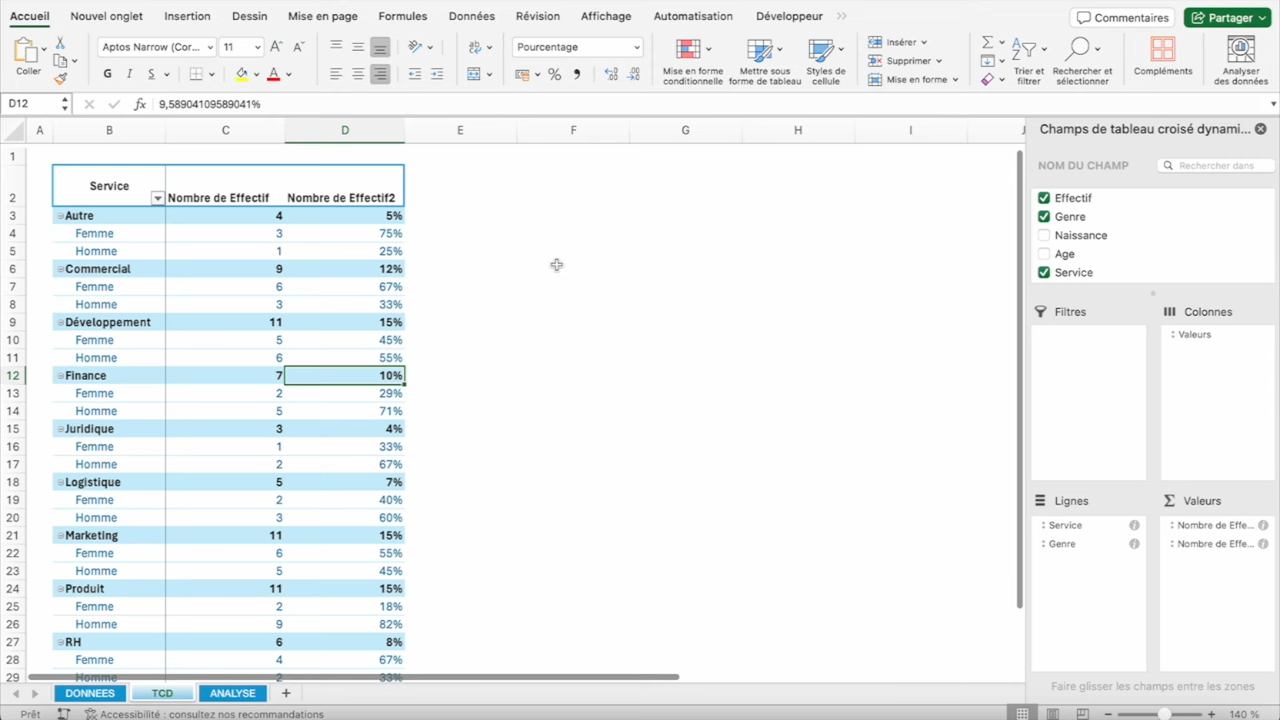 Accueil Nouvel onglet Insertion Dessin Mise en page Formules Données Révision Affichage Automatisation Développeur >> Commentaires Partager
Coller Aptos Narrow (Cor... 11 A A Pourcentage Insérer
G I S A % Supprimer
Mise en forme conditionnelle Mettre sous forme de tableau Styles de cellule Mise en forme Trier et filtrer Rechercher et sélectionner Compléments Analyser des données
D12 fx 9,58904109589041%
A B C D E F G H I J
1
2 Service Nombre de Effectif Nombre de Effectif2
3 Autre 4 5%
4 Femme 3 75%
5 Homme 1 25%
6 Commercial 9 12%
7 Femme 6 67%
8 Homme 3 33%
9 Développement 11 15%
10 Femme 5 45%
11 Homme 6 55%
12 Finance 7 10%
13 Femme 2 29%
14 Homme 5 71%
15 Juridique 3 4%
16 Femme 1 33%
17 Homme 2 67%
18 Logistique 5 7%
19 Femme 2 40%
20 Homme 3 60%
21 Marketing 11 15%
22 Femme 6 55%
23 Homme 5 45%
24 Produit 11 15%
25 Femme 2 18%
26 Homme 9 82%
27 RH 6 8%
28 Femme 4 67%
29 Homme 2 33%
Champs de tableau croisé dynami...
NOM DU CHAMP Rechercher dans
Effectif
Genre
Naissance
Age
Service
Filtres Colonnes
Valeurs
Lignes Valeurs
Service Nombre de Effe...
Genre Nombre de Effe...
Faire glisser les champs entre les zones
DONNEES TCD ANALYSE +
Prêt Accessibilité : consultez nos recommandations 140 %